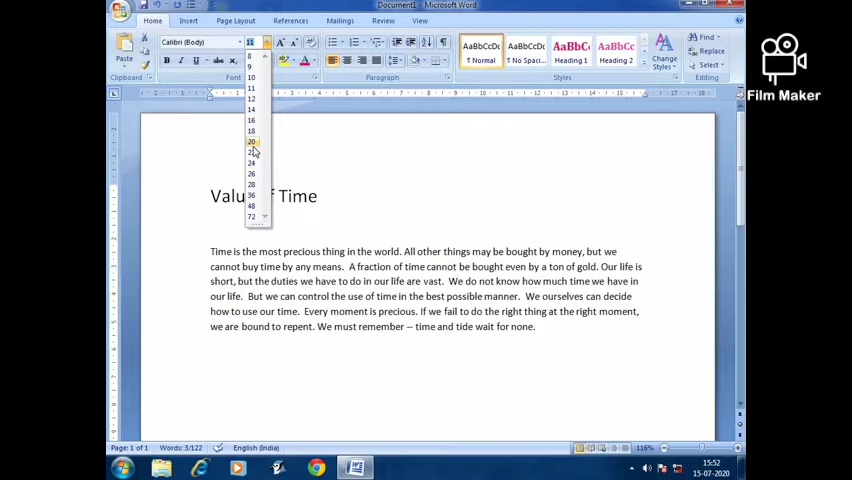 Document1 - Microsoft Word
Home Insert Page Layout References Mailings Review View
Calibri (Body) 11
Paste
AaBbCcDc AaBbCcDc AaBbC AaBbCc
¶ Normal ¶ No Spaci... Heading 1 Heading 2
Change
Styles
Find
Replace
Select
Clipboard Font Paragraph Styles Editing
Film Maker
8
9
10
11
12
14
16
18
20
24
26
28
36
48
72
Value of Time
Time is the most precious thing in the world. All other things may be bought by money, but we
cannot buy time by any means. A fraction of time cannot be bought even by a ton of gold. Our life is
short, but the duties we have to do in our life are vast. We do not know how much time we have in
our life. But we can control the use of time in the best possible manner. We ourselves can decide
how to use our time. Every moment is precious. If we fail to do the right thing at the right moment,
we are bound to repent. We must remember -- time and tide wait for none.
Page: 1 of 1 Words: 3/122 English (India) 116%
15:52
15-07-2020